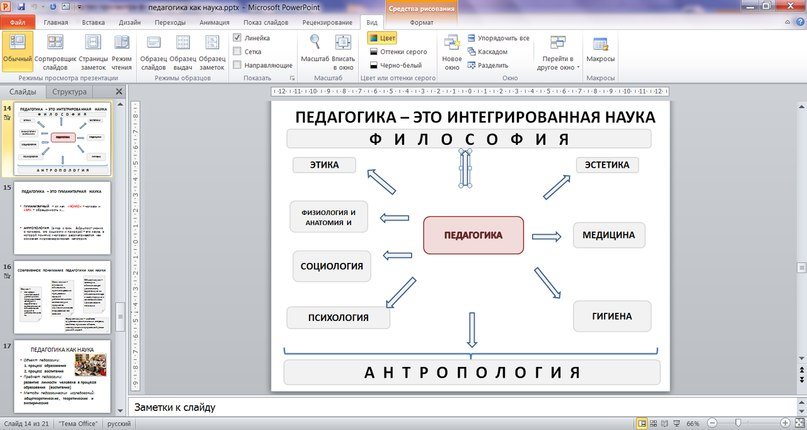 педагогика как наука.pptx - Microsoft PowerPoint
Средства рисования
Файл Главная Вставка Дизайн Переходы Анимация Показ слайдов Рецензирование Вид Формат
Обычный
Сортировщик слайдов
Страницы заметок
Режим чтения
Режимы просмотра презентации
Образец слайдов
Образец выдач
Образец заметок
Режимы образцов
Линейка
Сетка
Направляющие
Показать
Масштаб
Вписать в окно
Масштаб
Цвет
Оттенки серого
Черно-белый
Цвет или оттенки серого
Новое окно
Упорядочить все
Каскадом
Разделить
Перейти в другое окно
Окно
Макросы
Макросы
Слайды Структура
14
ПЕДАГОГИКА – ЭТО ИНТЕГРИРОВАННАЯ НАУКА
Ф И Л О С О Ф И Я
А Н Т Р О П О Л О Г И Я
15
ПЕДАГОГИКА – ЭТО ГУМАНИТАРНАЯ НАУКА
16
СОВРЕМЕННОЕ ПОНИМАНИЕ ПЕДАГОГИКИ КАК НАУКИ
17
ПЕДАГОГИКА КАК НАУКА
Объект педагогики:
1. процесс образования
2. процесс воспитания
Предмет педагогики:
развитие личности человека в процессе образования (воспитания)
Методы педагогических исследований:
общетеоретические, теоретические и эмпирические
ПЕДАГОГИКА – ЭТО ИНТЕГРИРОВАННАЯ НАУКА
Ф И Л О С О Ф И Я
ЭТИКА
ЭСТЕТИКА
ФИЗИОЛОГИЯ И
АНАТОМИЯ И
ПЕДАГОГИКА
МЕДИЦИНА
СОЦИОЛОГИЯ
ПСИХОЛОГИЯ
ГИГИЕНА
А Н Т Р О П О Л О Г И Я
Заметки к слайду
Слайд 14 из 21 "Тема Office" русский 66%